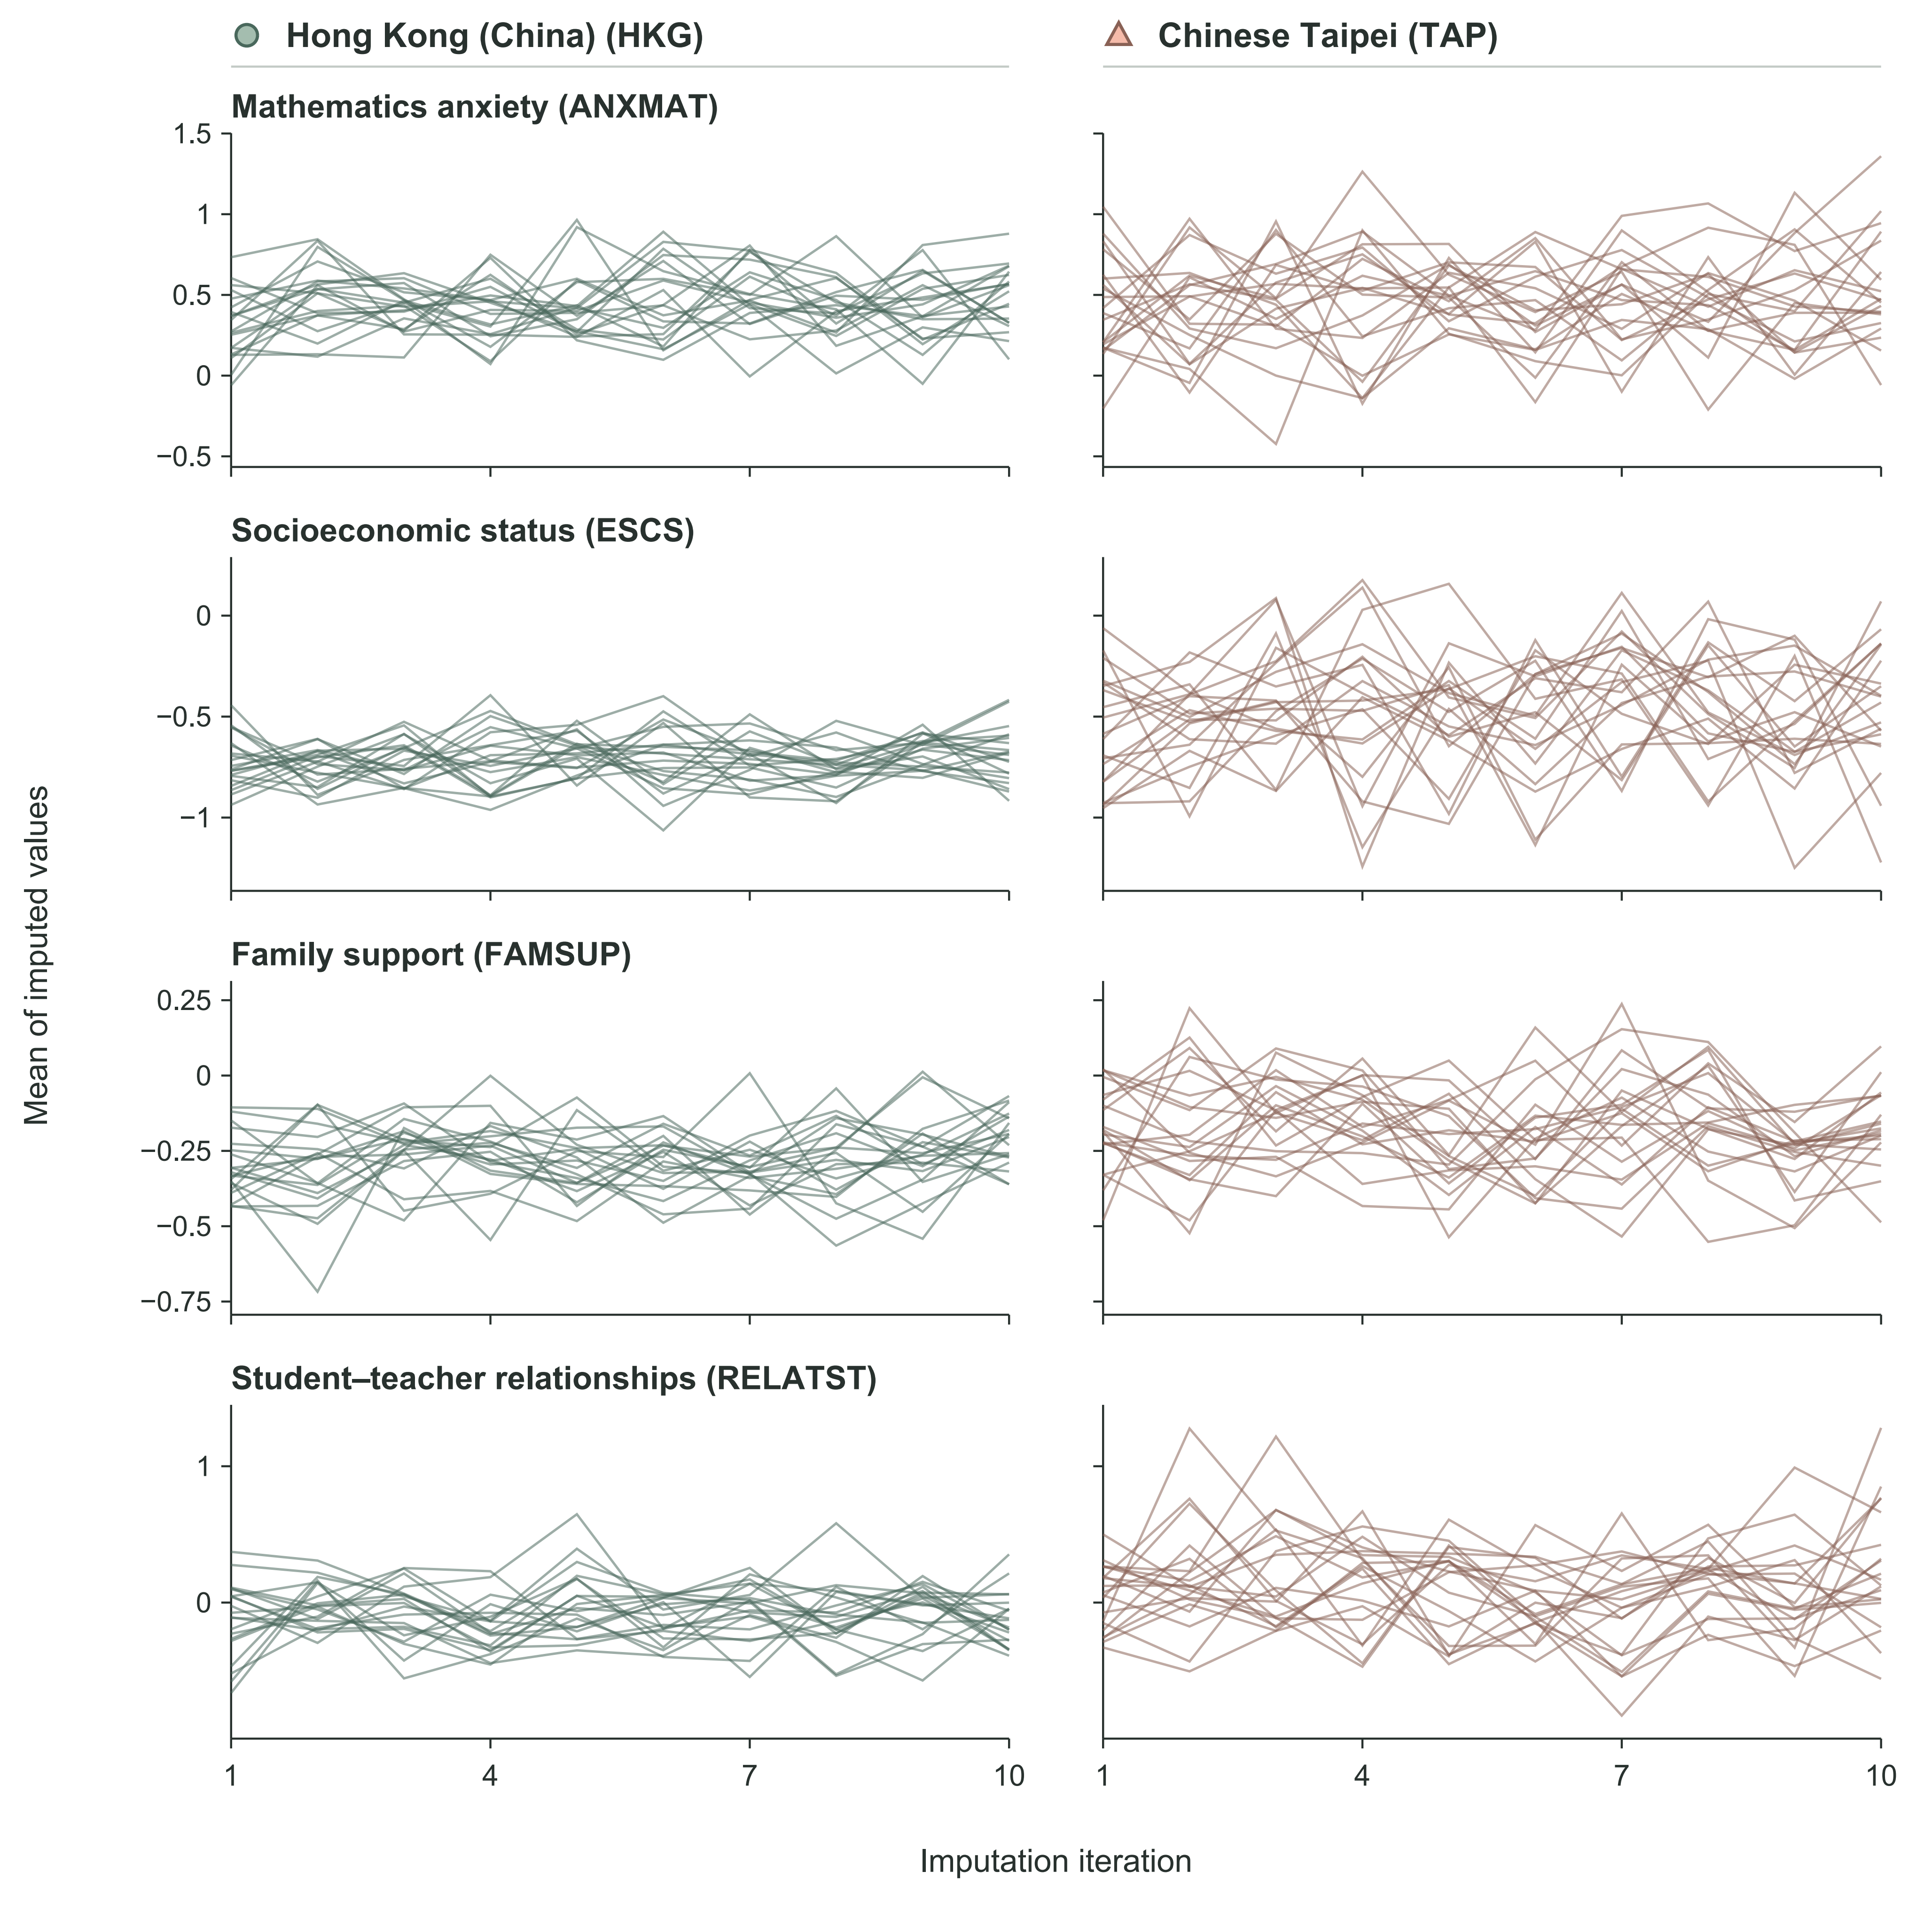 Hong Kong (China) (HKG)
Chinese Taipei (TAP)
Mathematics anxiety (ANXMAT)
1.5
1
0.5
0
−0.5
Socioeconomic status (ESCS)
0
−0.5
−1
Mean of imputed values
Family support (FAMSUP)
0.25
0
−0.25
−0.5
−0.75
Student–teacher relationships (RELATST)
1
0
1 4 7 10
1 4 7 10
Imputation iteration